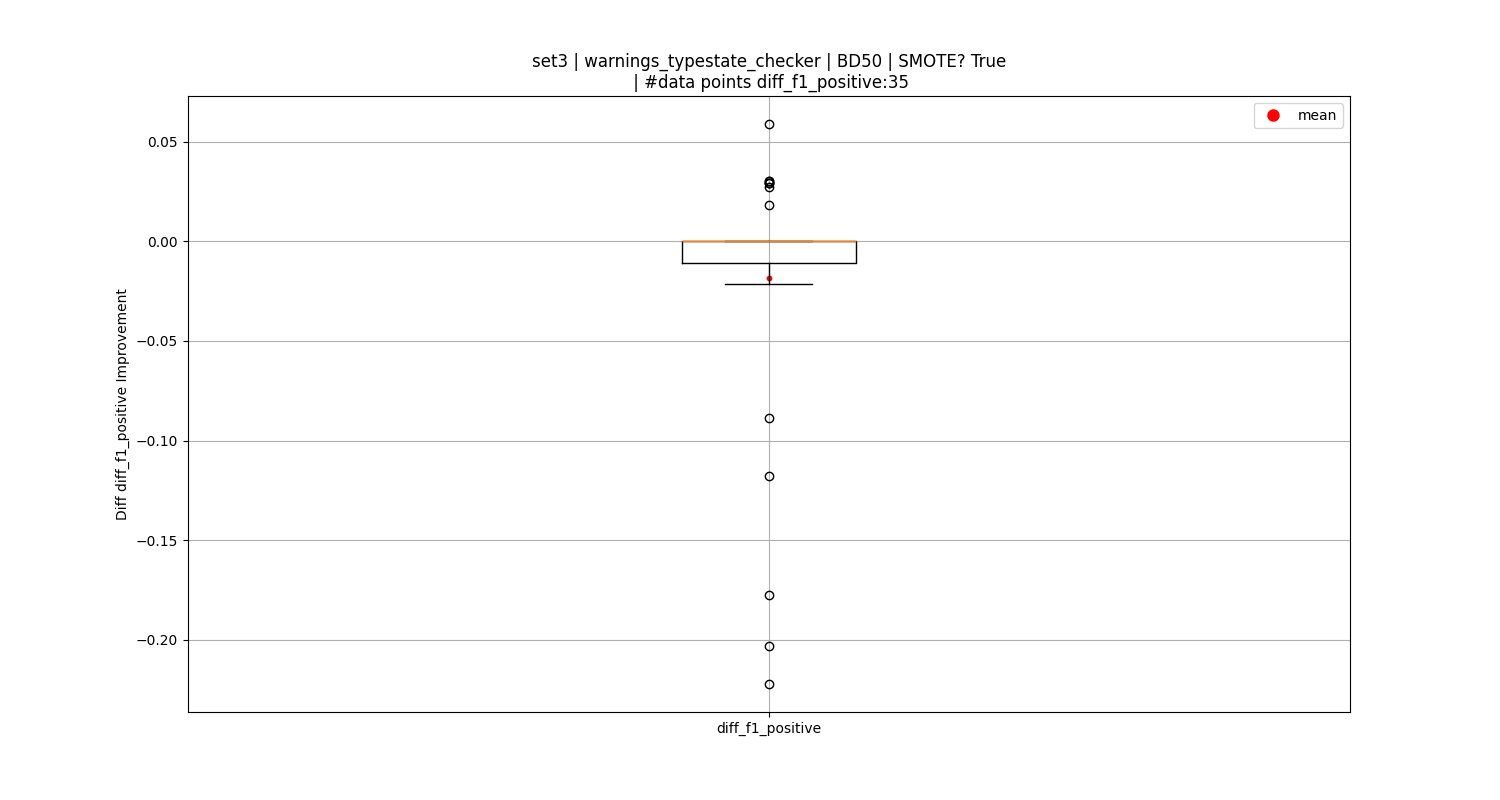 set3 | warnings_typestate_checker | BD50 | SMOTE? True
| #data points diff_f1_positive:35
mean
0.05
0.00
−0.05
−0.10
−0.15
−0.20
Diff diff_f1_positive Improvement
diff_f1_positive